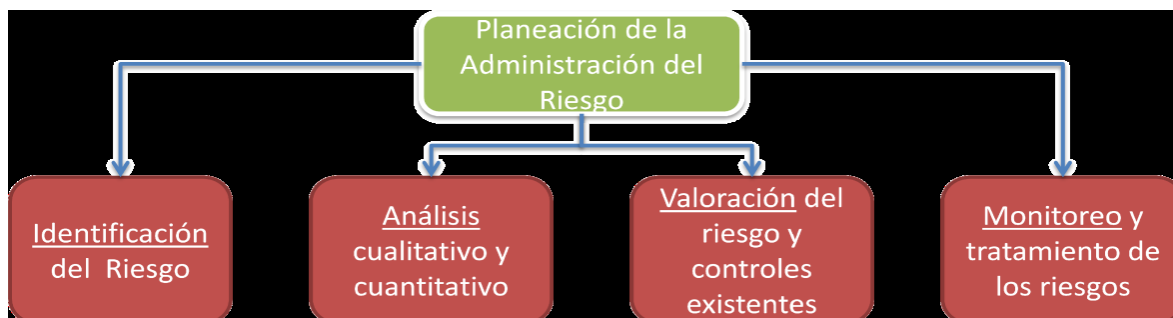 Planeación de la
Administración del
Riesgo
Identificación
del Riesgo
Análisis
cualitativo y
cuantitativo
Valoración del
riesgo y
controles
existentes
Monitoreo y
tratamiento de
los riesgos